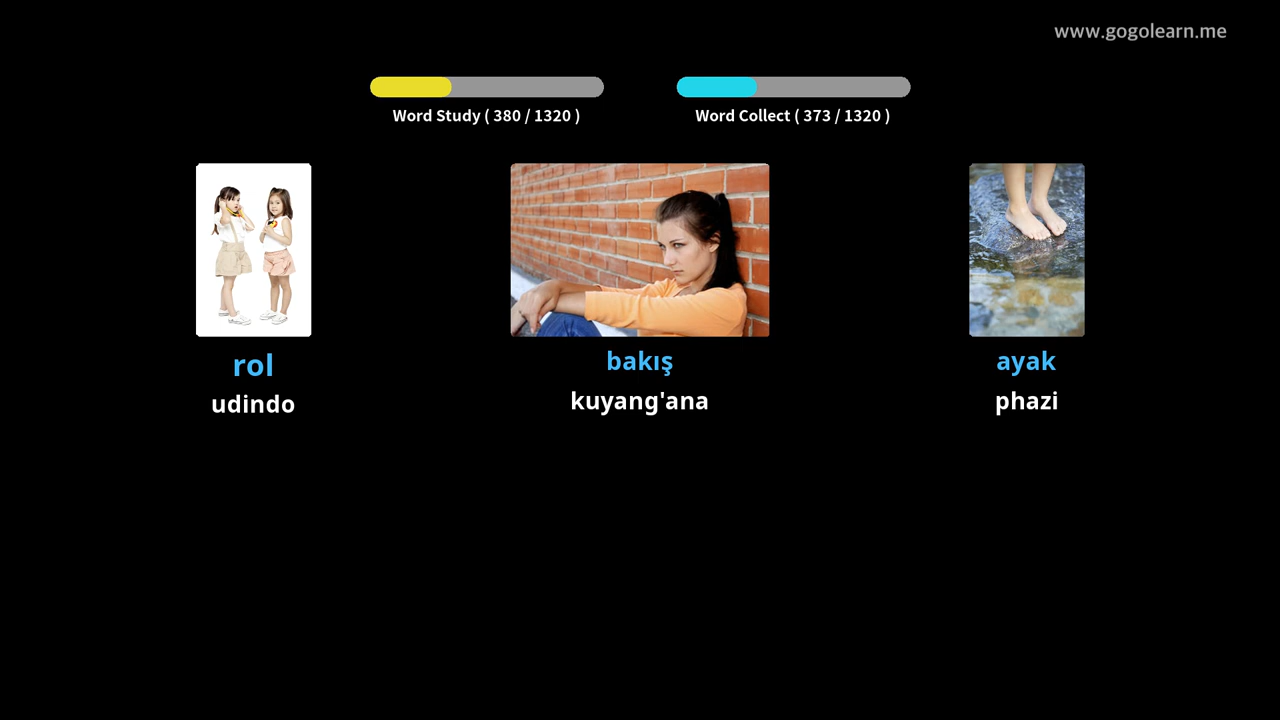 www.gogolearn.me
Word Study ( 380 / 1320 )
Word Collect ( 373 / 1320 )
rol
udindo
bakış
kuyang'ana
ayak
phazi